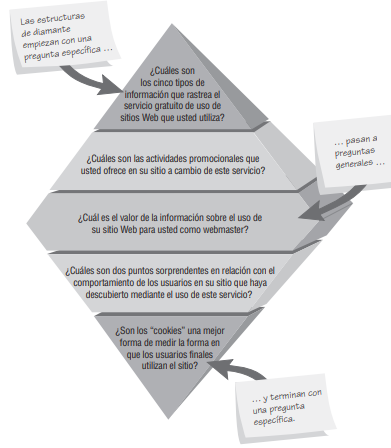 Las estructuras
de diamante
empiezan con una
pregunta específica ...
¿Cuáles son
los cinco tipos de
información que rastrea el
servicio gratuito de uso de
sitios Web que usted utiliza?
... pasan a
preguntas
generales ...
¿Cuáles son las actividades promocionales que
usted ofrece en su sitio a cambio de este servicio?
¿Cuál es el valor de la información sobre el uso de
su sitio Web para usted como webmaster?
¿Cuáles son dos puntos sorprendentes en relación con el
comportamiento de los usuarios en su sitio que haya
descubierto mediante el uso de este servicio?
¿Son los “cookies” una mejor
forma de medir la forma en
que los usuarios finales
utilizan el sitio?
... y terminan con
una pregunta
específica.